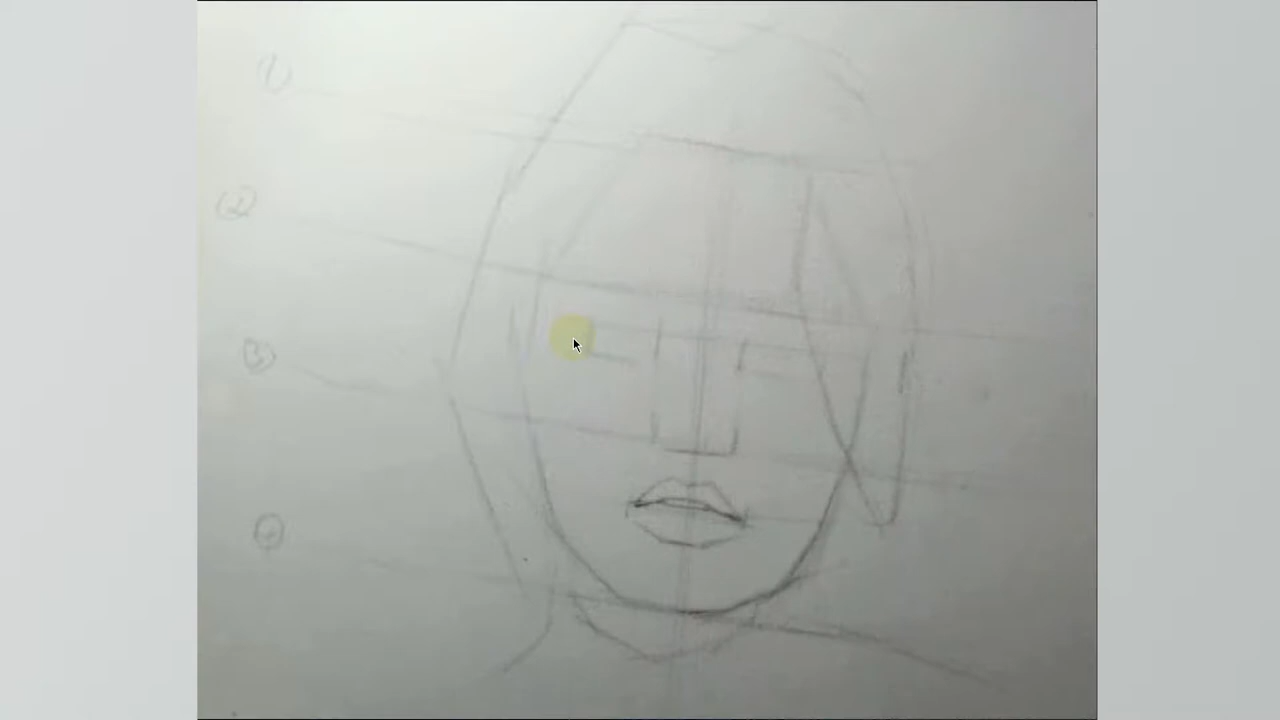 ①
②
③